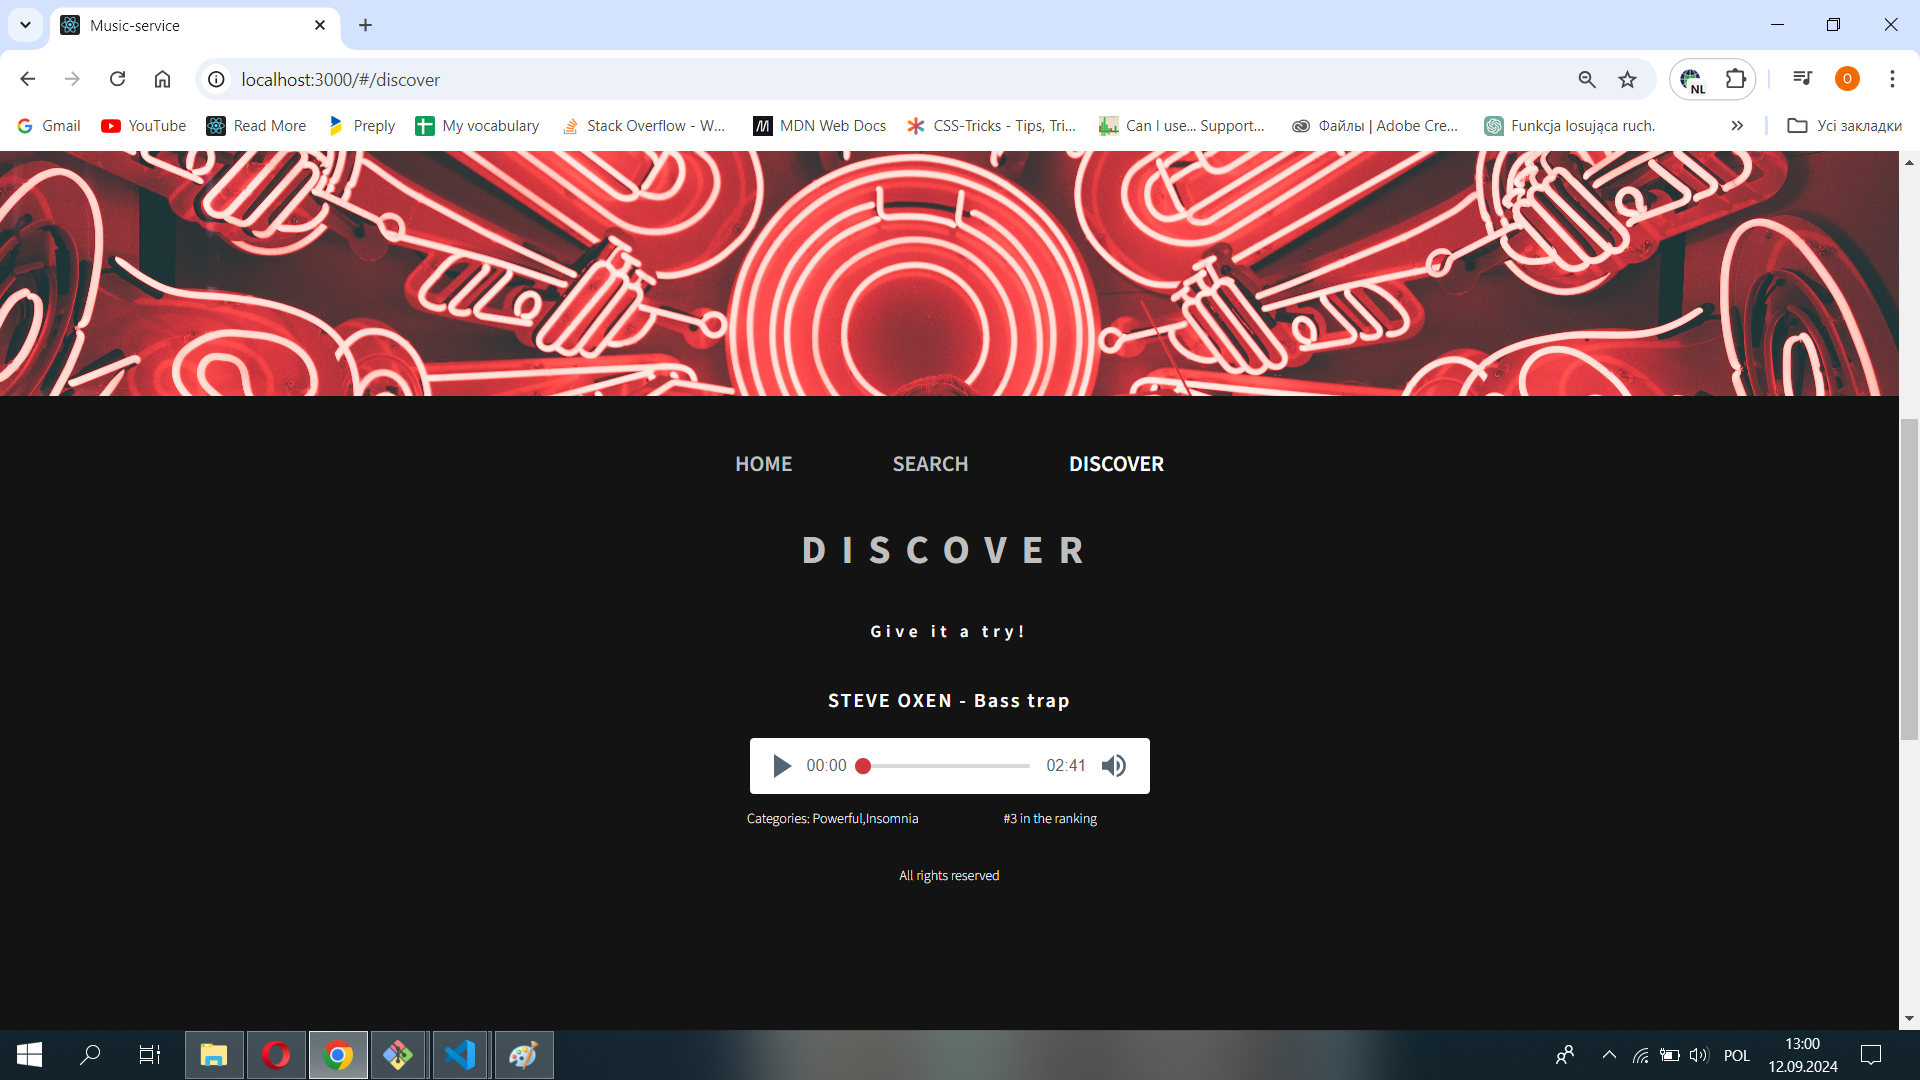 Music-service
localhost:3000/#/discover
NL
O
Gmail
YouTube
Read More
Preply
My vocabulary
Stack Overflow - W...
MDN Web Docs
CSS-Tricks - Tips, Tri...
Can I use... Support...
Файлы | Adobe Cre...
Funkcja losująca ruch.
Усі закладки
HOME
SEARCH
DISCOVER
DISCOVER
Give it a try!
STEVE OXEN - Bass trap
00:00
02:41
Categories: Powerful,Insomnia
#3 in the ranking
All rights reserved
POL
13:00
12.09.2024